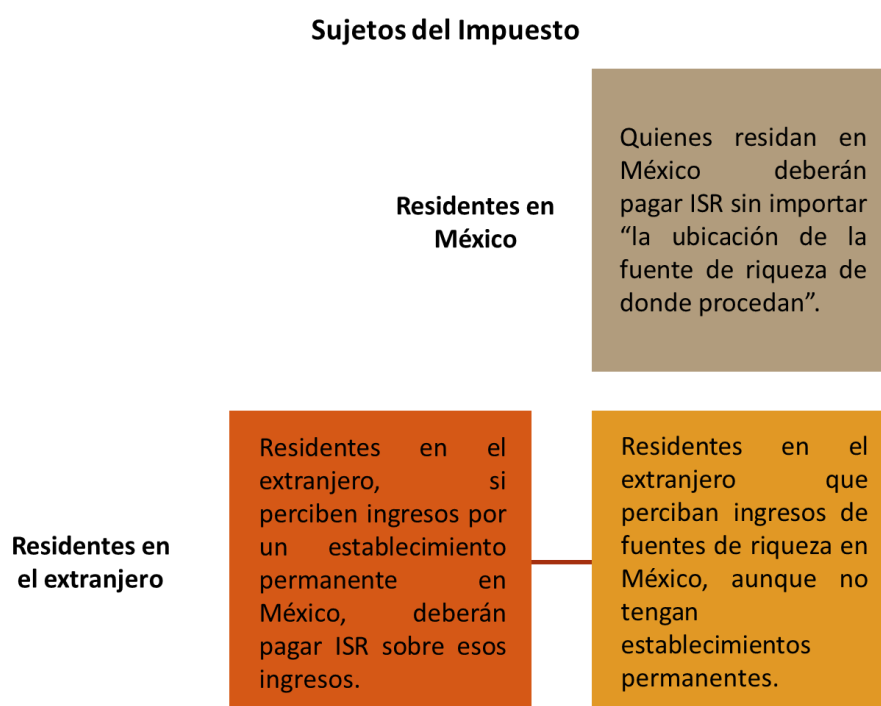 Sujetos del Impuesto
Residentes en
México
Quienes residan en
México deberán
pagar ISR sin importar
“la ubicación de la
fuente de riqueza de
donde procedan”.
Residentes en
el extranjero
Residentes en el
extranjero, si
perciben ingresos por
un establecimiento
permanente en
México, deberán
pagar ISR sobre esos
ingresos.
Residentes en el
extranjero que
perciban ingresos de
fuentes de riqueza en
México, aunque no
tengan
establecimientos
permanentes.